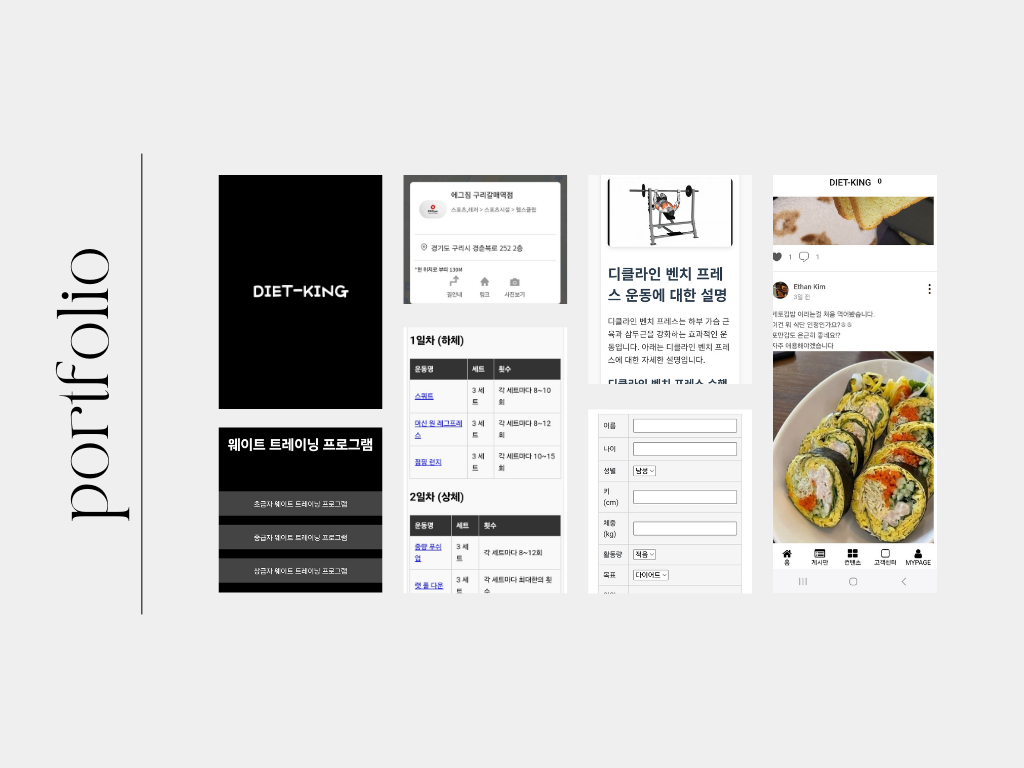 portfolio
DIET-KING
웨이트 트레이닝 프로그램
초급자 웨이트 트레이닝 프로그램
중급자 웨이트 트레이닝 프로그램
상급자 웨이트 트레이닝 프로그램
에그짐 구리갈매역점
스포츠,레저 > 스포츠시설 > 헬스클럽
경기도 구리시 경춘북로 252 2층
*현 위치로 부터 139M
길안내 링크 사진보기
1일차 (하체)
운동명 세트 횟수
스쿼트 3 세트 각 세트마다 8~10회
머신 원 레그프레스 3 세트 각 세트마다 8~12회
점핑 런지 3 세트 각 세트마다 10~15회
2일차 (상체)
운동명 세트 횟수
중량 푸쉬업 3 세트 각 세트마다 8~12회
랫 풀 다운 3 세트 각 세트마다 최대한의 횟수
디클라인 벤치 프레
스 운동에 대한 설명
디클라인 벤치 프레스는 하부 가슴 근
육과 삼두근을 강화하는 효과적인 운
동입니다. 아래는 디클라인 벤치 프레
스에 대한 자세한 설명입니다.
디클라인 벤치 프레스 수행
이름
나이
성별 남성
키
(cm)
체중
(kg)
활동량 적음
목표 다이어트
DIET-KING 0
1 1
Ethan Kim
3일 전
키토김밥 이라는걸 처음 먹어봤습니다.
이건 뭐 식단 인정인가요?ㅎㅎ
포만감도 은근히 좋네요!?
자주 애용해야겠습니다
홈 게시판 컨텐츠 고객센터 MYPAGE